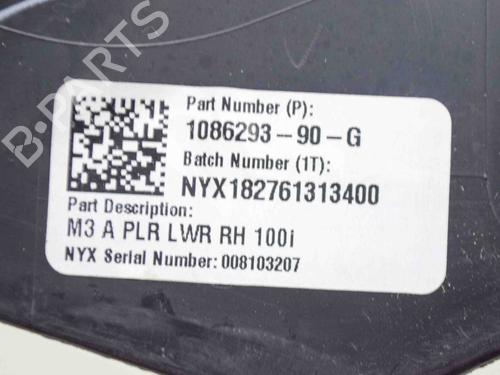 B-PARTS
Part Number (P):
1086293-90-G
Batch Number (1T):
NYX182761313400
Part Description:
M3 A PLR LWR RH 100i
NYX Serial Number: 008103207